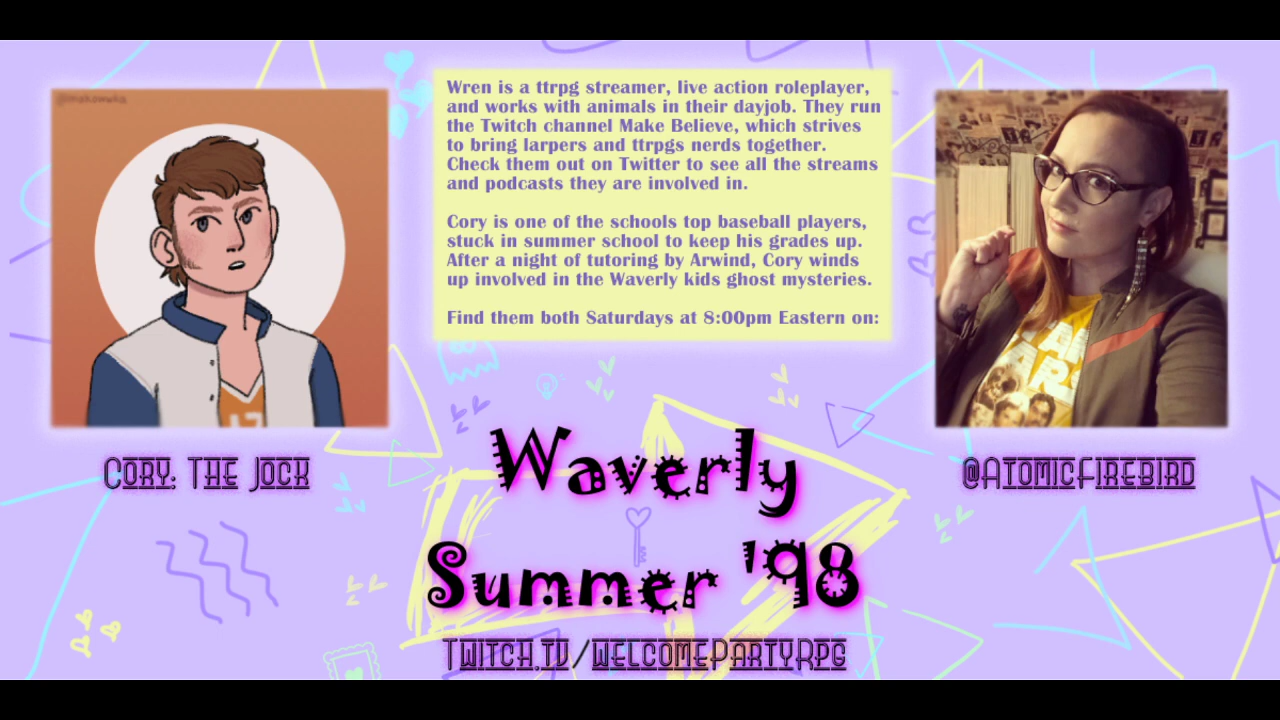 @makomwka
Wren is a ttrpg streamer, live action roleplayer,
and works with animals in their dayjob. They run
the Twitch channel Make Believe, which strives
to bring larpers and ttrpgs nerds together.
Check them out on Twitter to see all the streams
and podcasts they are involved in.
Cory is one of the schools top baseball players,
stuck in summer school to keep his grades up.
After a night of tutoring by Arwind, Cory winds
up involved in the Waverly kids ghost mysteries.
Find them both Saturdays at 8:00pm Eastern on:
Cory: The Jock
@AtomicFirebird
Waverly
Summer '98
Twitch.tv/WelcomePartyRpg